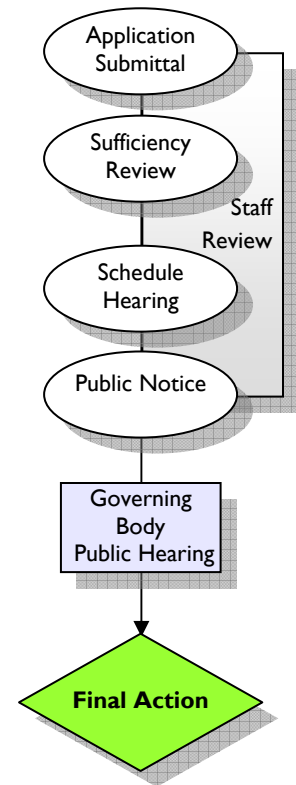 Application
Submittal
Sufficiency
Review
Staff
Review
Schedule
Hearing
Public Notice
Governing
Body
Public Hearing
Final Action